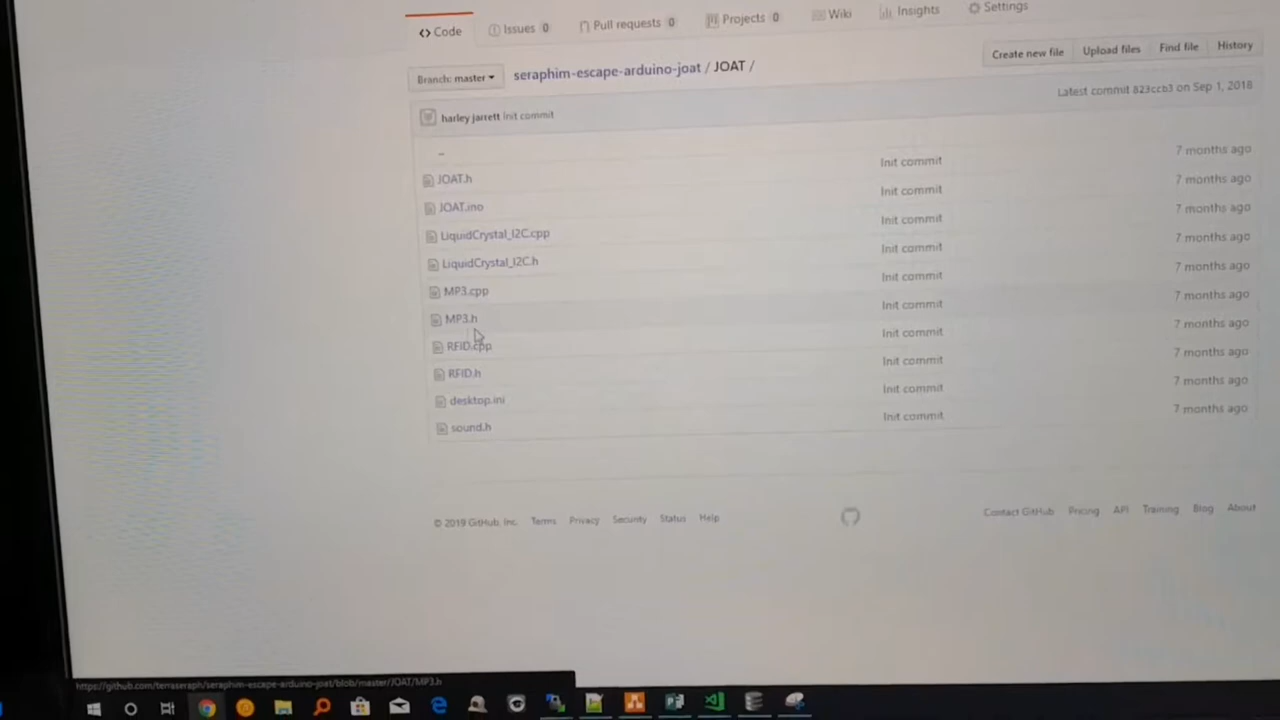 Code Issues 0 Pull requests 0 Projects 0 Wiki Insights Settings
Branch: master seraphim-escape-arduino-joat / JOAT / Create new file Upload files Find file History
harley jarrett Init commit Latest commit 823ccb3 on Sep 1, 2018
..
JOAT.h Init commit 7 months ago
JOAT.ino Init commit 7 months ago
LiquidCrystal_I2C.cpp Init commit 7 months ago
LiquidCrystal_I2C.h Init commit 7 months ago
MP3.cpp Init commit 7 months ago
MP3.h Init commit 7 months ago
RFID.cpp Init commit 7 months ago
RFID.h Init commit 7 months ago
desktop.ini Init commit 7 months ago
sound.h Init commit 7 months ago
© 2019 GitHub, Inc. Terms Privacy Security Status Help Contact GitHub Pricing API Training Blog About
https://github.com/terraseraph/seraphim-escape-arduino-joat/blob/master/JOAT/MP3.h